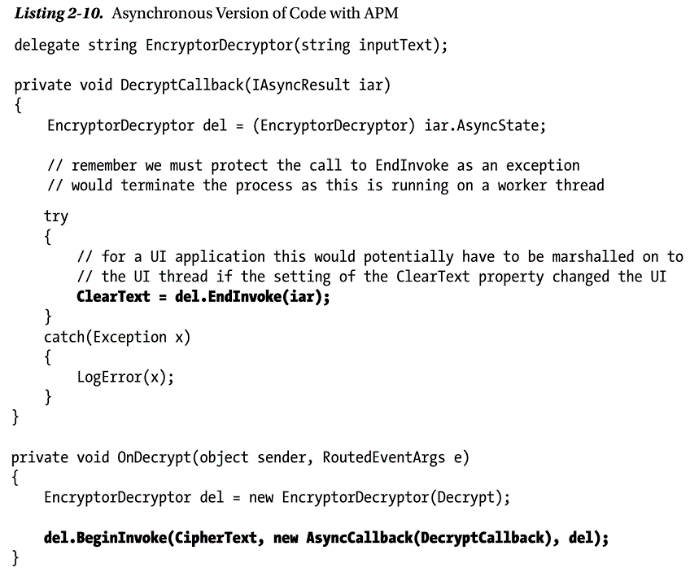 Listing 2-10. Asynchronous Version of Code with APM
delegate string EncryptorDecryptor(string inputText);
private void DecryptCallback(IAsyncResult iar)
{
EncryptorDecryptor del = (EncryptorDecryptor) iar.AsyncState;
// remember we must protect the call to EndInvoke as an exception
// would terminate the process as this is running on a worker thread
try
{
// for a UI application this would potentially have to be marshalled on to
// the UI thread if the setting of the ClearText property changed the UI
ClearText = del.EndInvoke(iar);
}
catch(Exception x)
{
LogError(x);
}
}
private void OnDecrypt(object sender, RoutedEventArgs e)
{
EncryptorDecryptor del = new EncryptorDecryptor(Decrypt);
del.BeginInvoke(CipherText, new AsyncCallback(DecryptCallback), del);
}